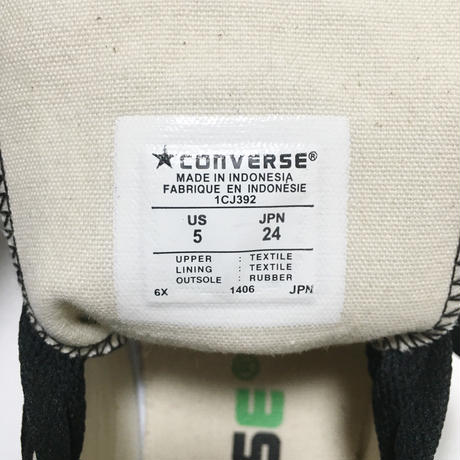 ★CONVERSE®
MADE IN INDONESIA
FABRIQUE EN INDONÉSIE
1CJ392
US JPN
5 24
UPPER : TEXTILE
LINING : TEXTILE
OUTSOLE : RUBBER
6X 1406 JPN
SE®